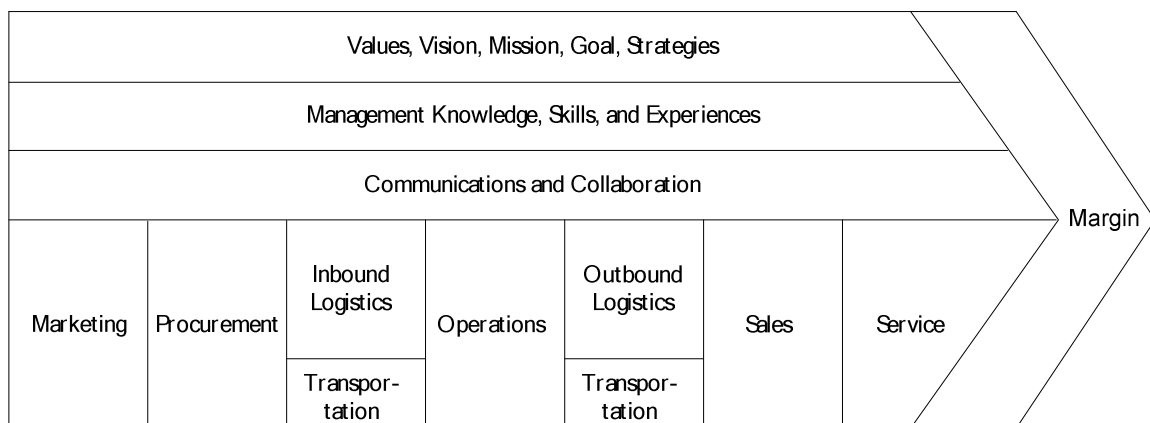 Values, Vision, Mission, Goal, Strategies
Management Knowledge, Skills, and Experiences
Communications and Collaboration
Margin
Marketing
Procurement
Inbound
Logistics
Transpor-
tation
Operations
Outbound
Logistics
Transpor-
tation
Sales
Service